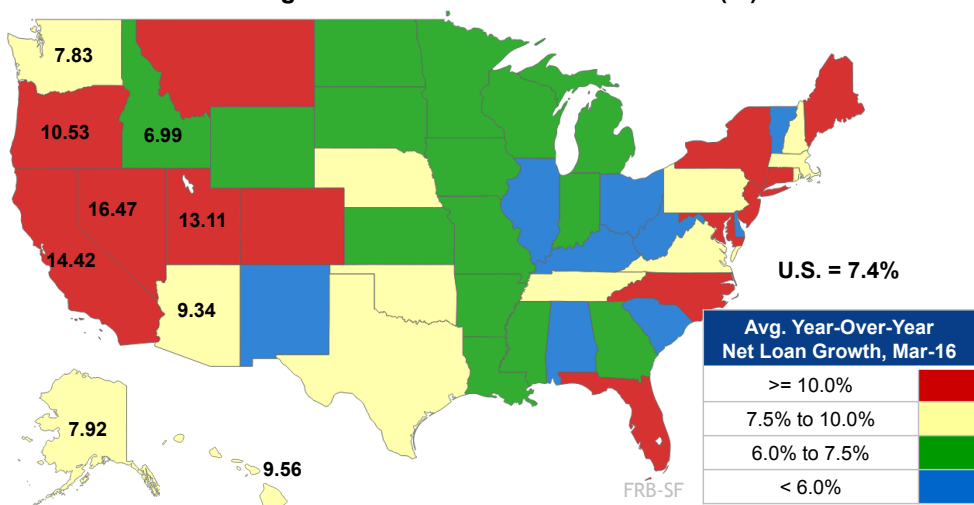 7.83
10.53
6.99
16.47
13.11
14.42
9.34
U.S. = 7.4%
7.92
9.56
Avg. Year-Over-Year
Net Loan Growth, Mar-16
>= 10.0%
7.5% to 10.0%
6.0% to 7.5%
< 6.0%
FRB-SF